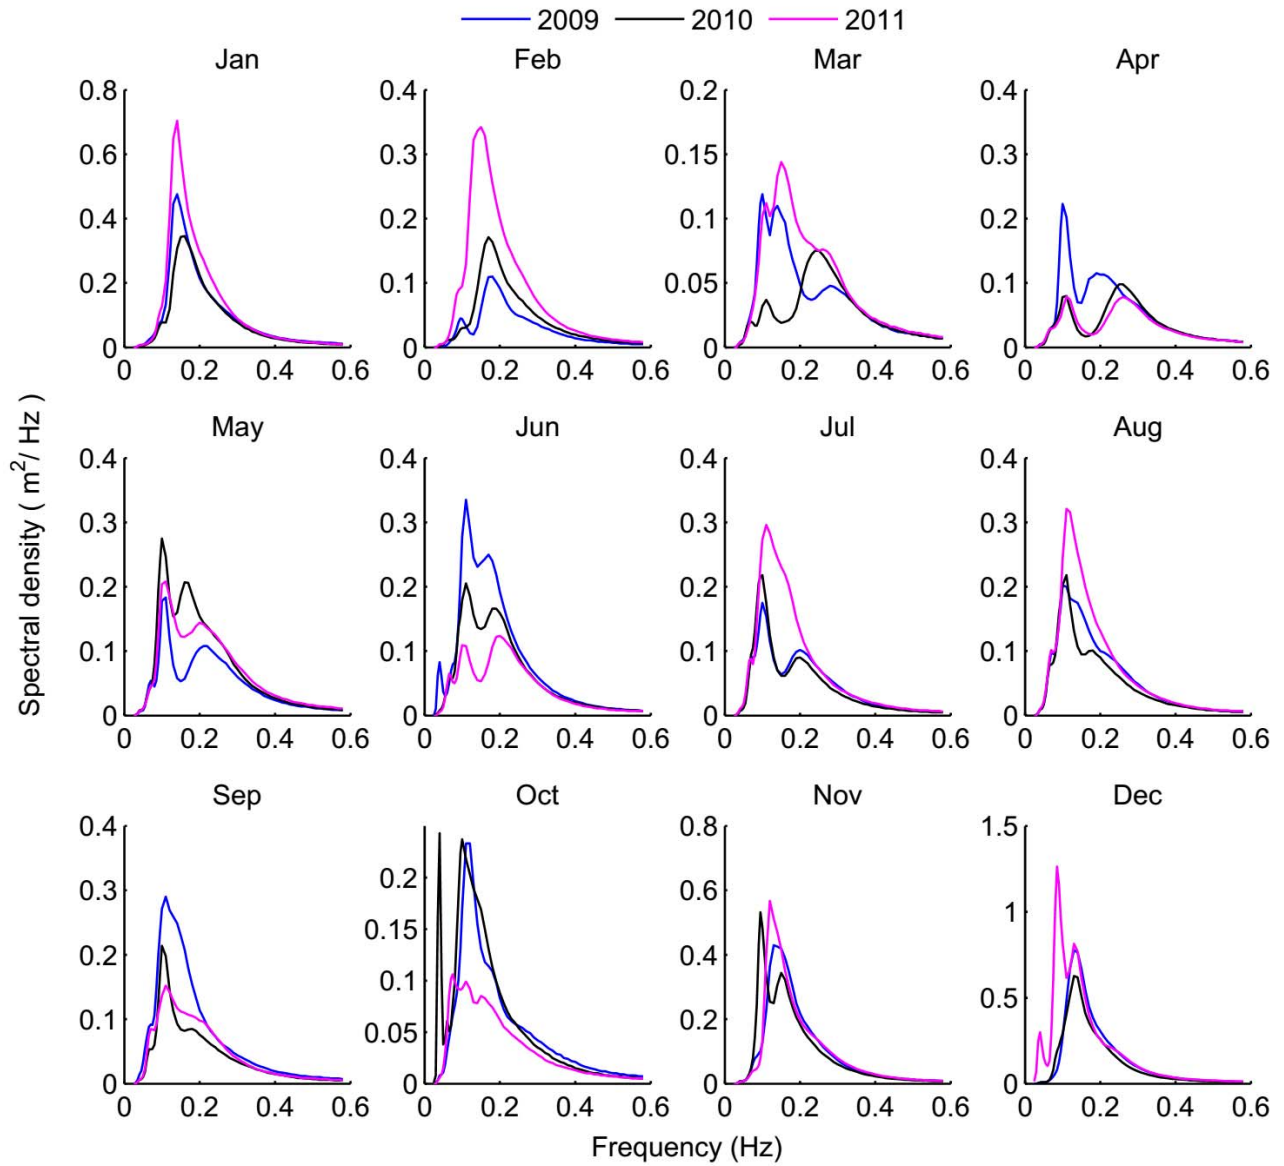 2009 2010 2011
Jan Feb Mar Apr
0.8 0.4 0.2 0.4
0.6 0.3 0.15 0.3
0.4 0.2 0.1 0.2
0.2 0.1 0.05 0.1
0 0 0 0
0 0.2 0.4 0.6 0 0.2 0.4 0.6 0 0.2 0.4 0.6 0 0.2 0.4 0.6
Spectral density ( m²/ Hz )
May Jun Jul Aug
0.4 0.4 0.4 0.4
0.3 0.3 0.3 0.3
0.2 0.2 0.2 0.2
0.1 0.1 0.1 0.1
0 0 0 0
0 0.2 0.4 0.6 0 0.2 0.4 0.6 0 0.2 0.4 0.6 0 0.2 0.4 0.6
Sep Oct Nov Dec
0.4 0.8 1.5
0.3 0.2 0.6 1
0.2 0.15 0.4
0.1 0.1 0.2 0.5
0.05
0 0 0 0
0 0.2 0.4 0.6 0 0.2 0.4 0.6 0 0.2 0.4 0.6 0 0.2 0.4 0.6
Frequency (Hz)